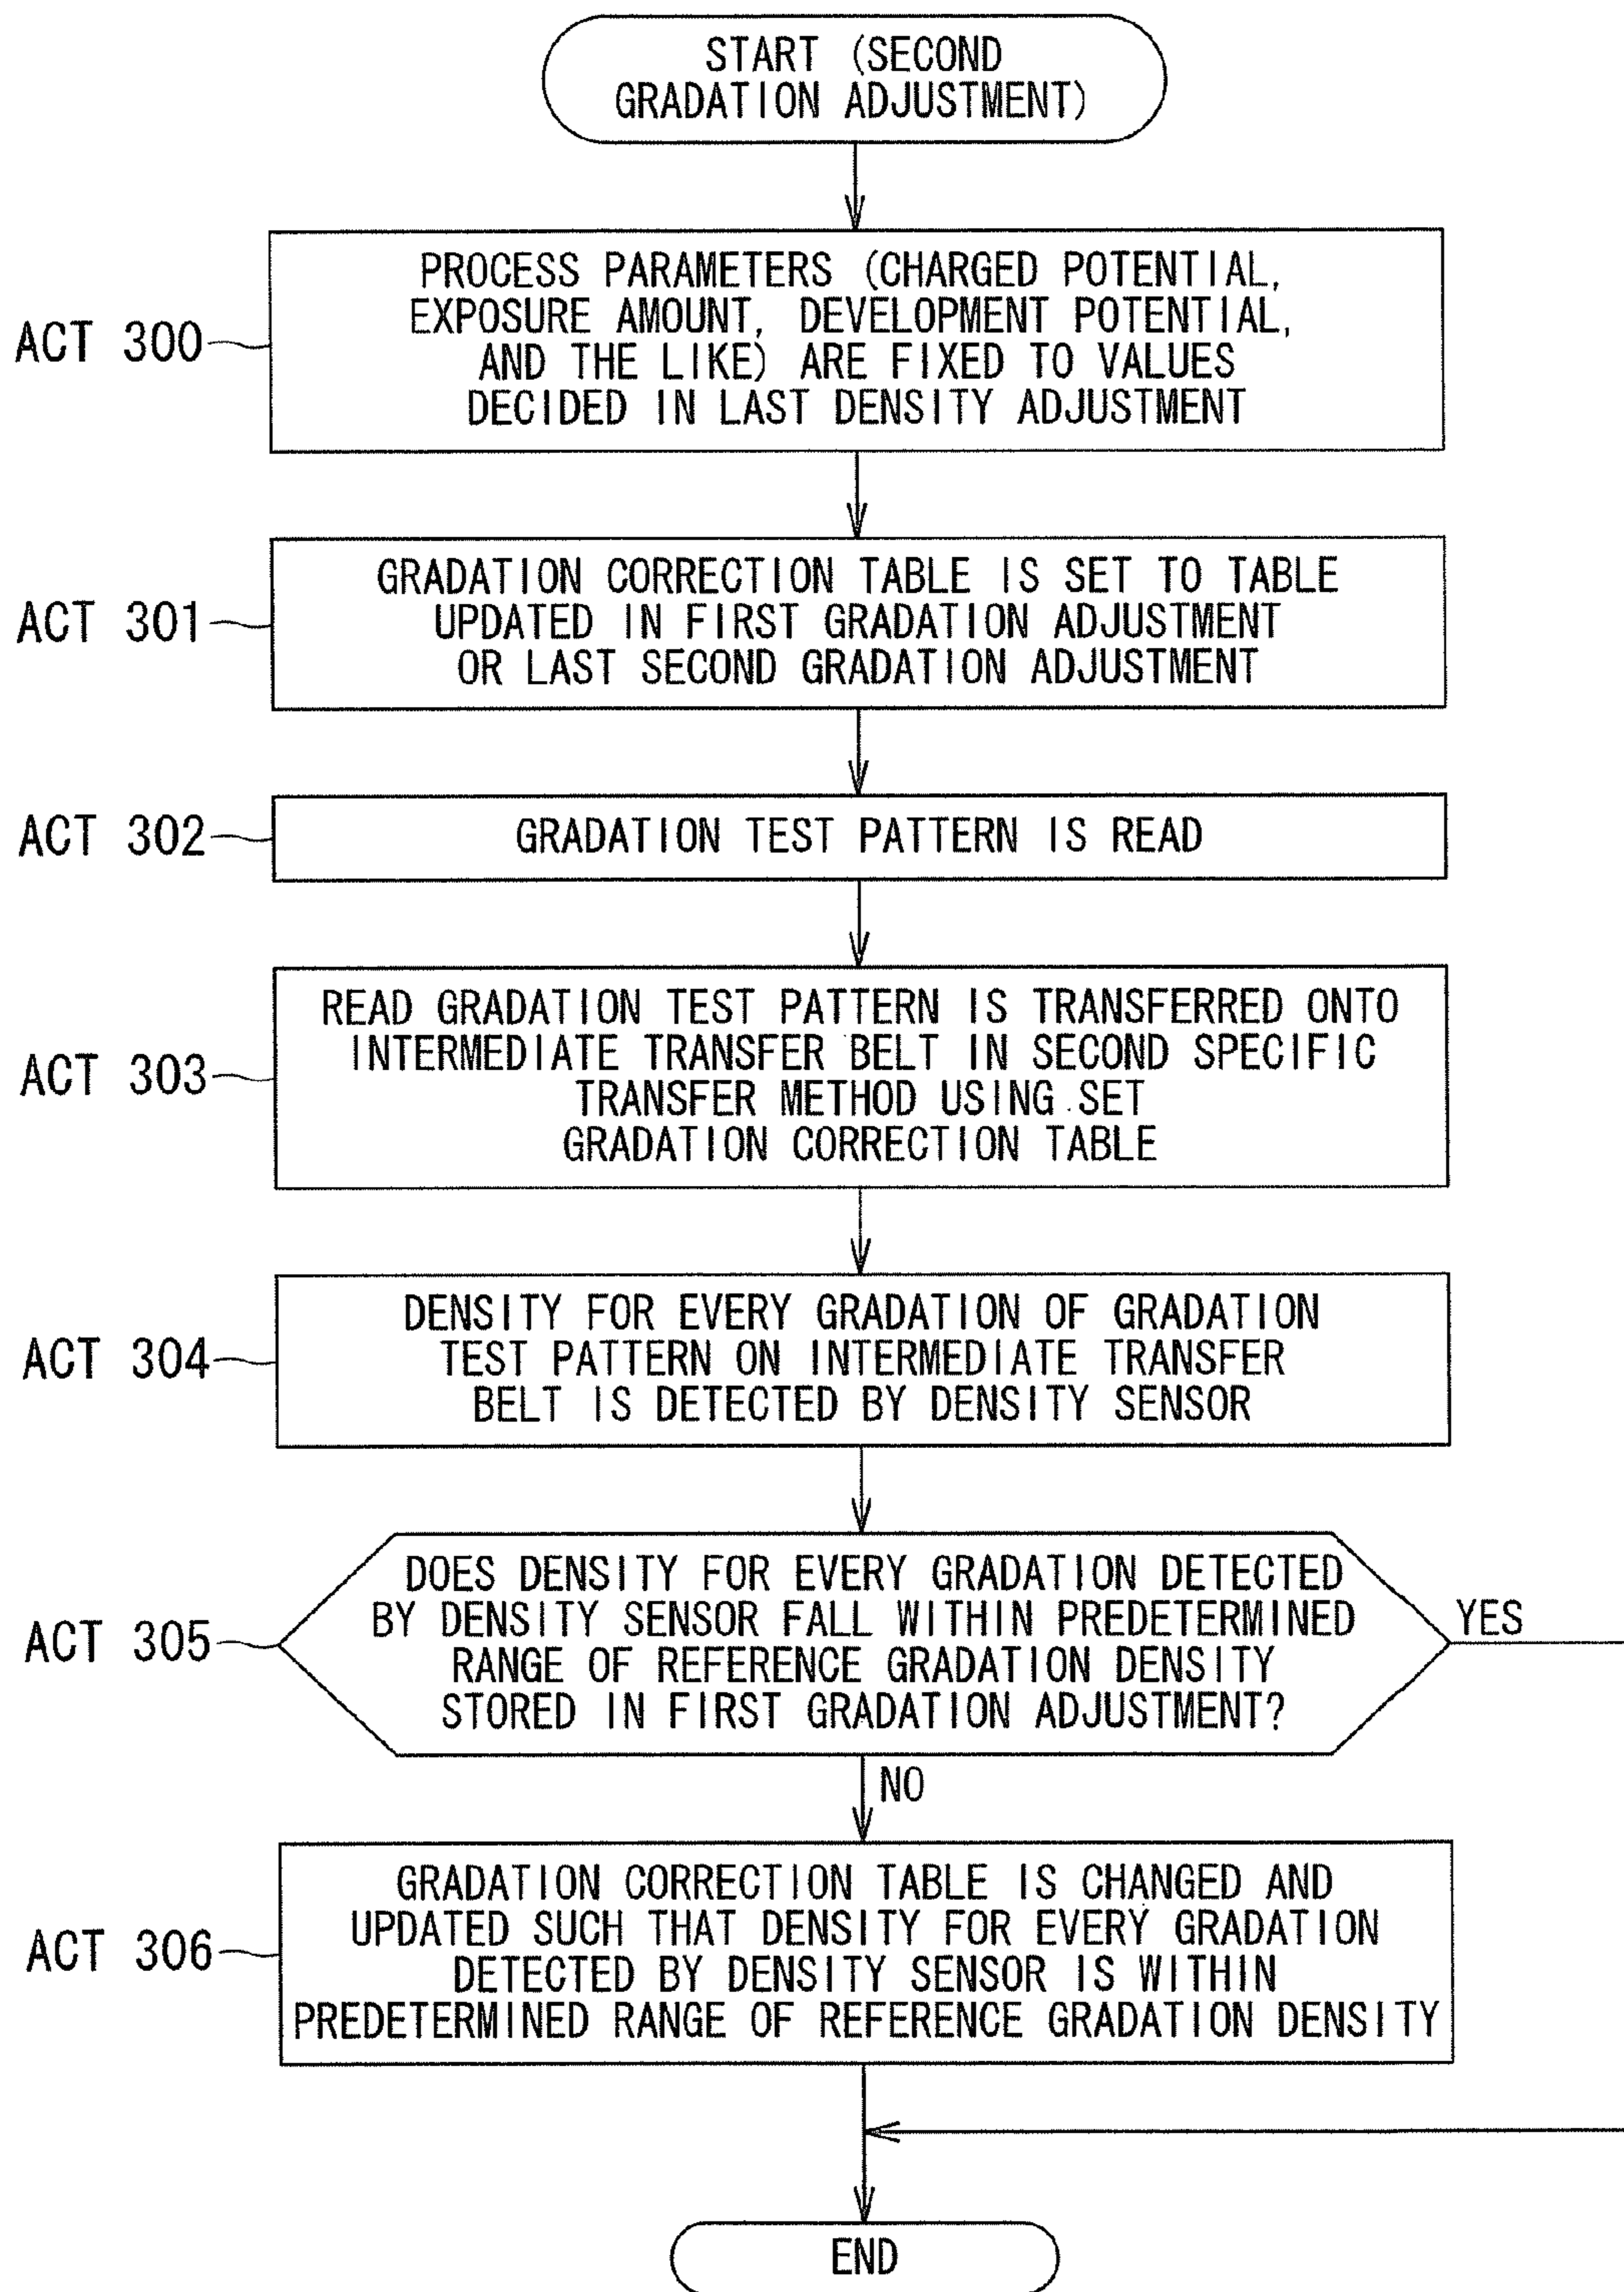 START (SECOND
GRADATION ADJUSTMENT)
ACT 300
PROCESS PARAMETERS (CHARGED POTENTIAL,
EXPOSURE AMOUNT, DEVELOPMENT POTENTIAL,
AND THE LIKE) ARE FIXED TO VALUES
DECIDED IN LAST DENSITY ADJUSTMENT
ACT 301
GRADATION CORRECTION TABLE IS SET TO TABLE
UPDATED IN FIRST GRADATION ADJUSTMENT
OR LAST SECOND GRADATION ADJUSTMENT
ACT 302
GRADATION TEST PATTERN IS READ
ACT 303
READ GRADATION TEST PATTERN IS TRANSFERRED ONTO
INTERMEDIATE TRANSFER BELT IN SECOND SPECIFIC
TRANSFER METHOD USING SET
GRADATION CORRECTION TABLE
ACT 304
DENSITY FOR EVERY GRADATION OF GRADATION
TEST PATTERN ON INTERMEDIATE TRANSFER
BELT IS DETECTED BY DENSITY SENSOR
ACT 305
DOES DENSITY FOR EVERY GRADATION DETECTED
BY DENSITY SENSOR FALL WITHIN PREDETERMINED
RANGE OF REFERENCE GRADATION DENSITY
STORED IN FIRST GRADATION ADJUSTMENT?
YES
NO
ACT 306
GRADATION CORRECTION TABLE IS CHANGED AND
UPDATED SUCH THAT DENSITY FOR EVERY GRADATION
DETECTED BY DENSITY SENSOR IS WITHIN
PREDETERMINED RANGE OF REFERENCE GRADATION DENSITY
END